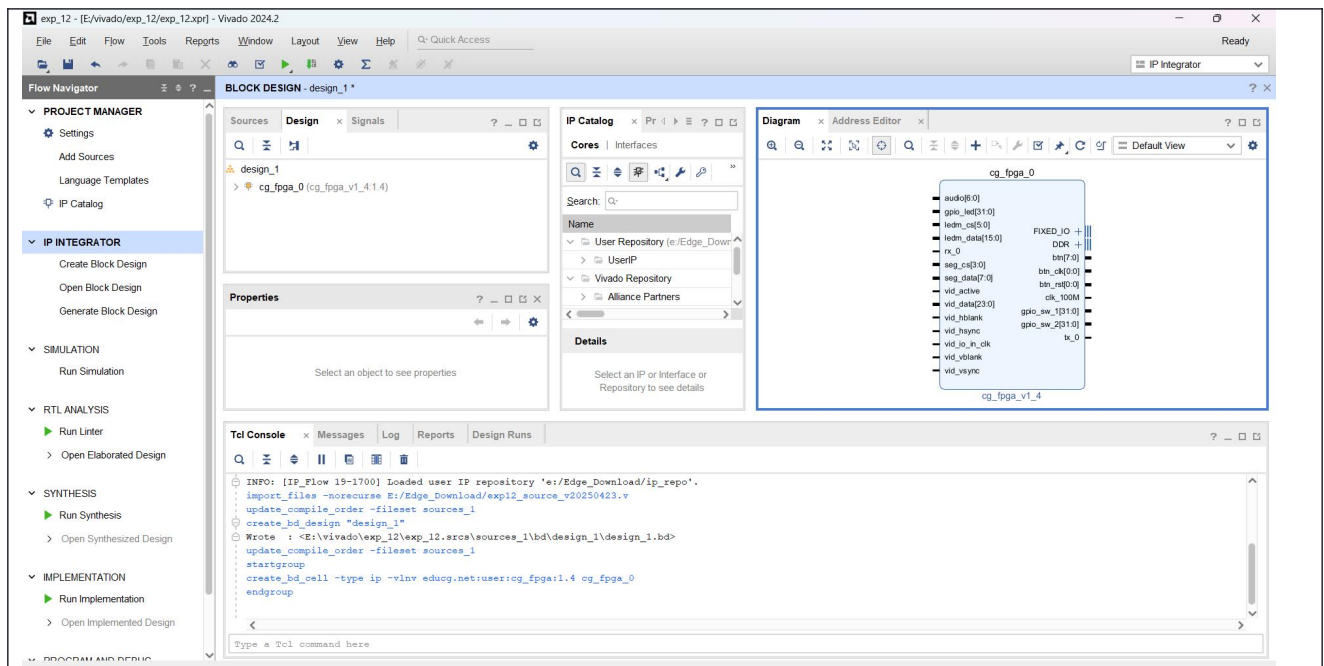 exp_12 - [E:/vivado/exp_12/exp_12.xpr] - Vivado 2024.2
File Edit Flow Tools Reports Window Layout View Help Q- Quick Access Ready
IP Integrator
Flow Navigator
BLOCK DESIGN - design_1 *
PROJECT MANAGER
Settings
Add Sources
Language Templates
IP Catalog
IP INTEGRATOR
Create Block Design
Open Block Design
Generate Block Design
SIMULATION
Run Simulation
RTL ANALYSIS
Run Linter
Open Elaborated Design
SYNTHESIS
Run Synthesis
Open Synthesized Design
IMPLEMENTATION
Run Implementation
Open Implemented Design
PROGRAM AND DEBUG
Sources Design Signals
design_1
cg_fpga_0 (cg_fpga_v1_4:1.4)
Properties
Select an object to see properties
IP Catalog Pr
Cores | Interfaces
Search:
Name
User Repository (e:/Edge_Down
UserIP
Vivado Repository
Alliance Partners
Details
Select an IP or Interface or
Repository to see details
Diagram Address Editor
Default View
cg_fpga_0
audio[6:0]
gpio_led[31:0]
ledm_cs[5:0]
ledm_data[15:0]
rx_0
seg_cs[3:0]
seg_data[7:0]
vid_active
vid_data[23:0]
vid_hblank
vid_hsync
vid_io_in_clk
vid_vblank
vid_vsync
FIXED_IO
DDR
btn[7:0]
btn_clk[0:0]
btn_rst[0:0]
clk_100M
gpio_sw_1[31:0]
gpio_sw_2[31:0]
tx_0
cg_fpga_v1_4
Tcl Console Messages Log Reports Design Runs
INFO: [IP_Flow 19-1700] Loaded user IP repository 'e:/Edge_Download/ip_repo'.
import_files -norecurse E:/Edge_Download/exp12_source_v20250423.v
update_compile_order -fileset sources_1
create_bd_design "design_1"
Wrote : <E:\vivado\exp_12\exp_12.srcs\sources_1\bd\design_1\design_1.bd>
update_compile_order -fileset sources_1
startgroup
create_bd_cell -type ip -vlnv educg.net:user:cg_fpga:1.4 cg_fpga_0
endgroup
Type a Tcl command here